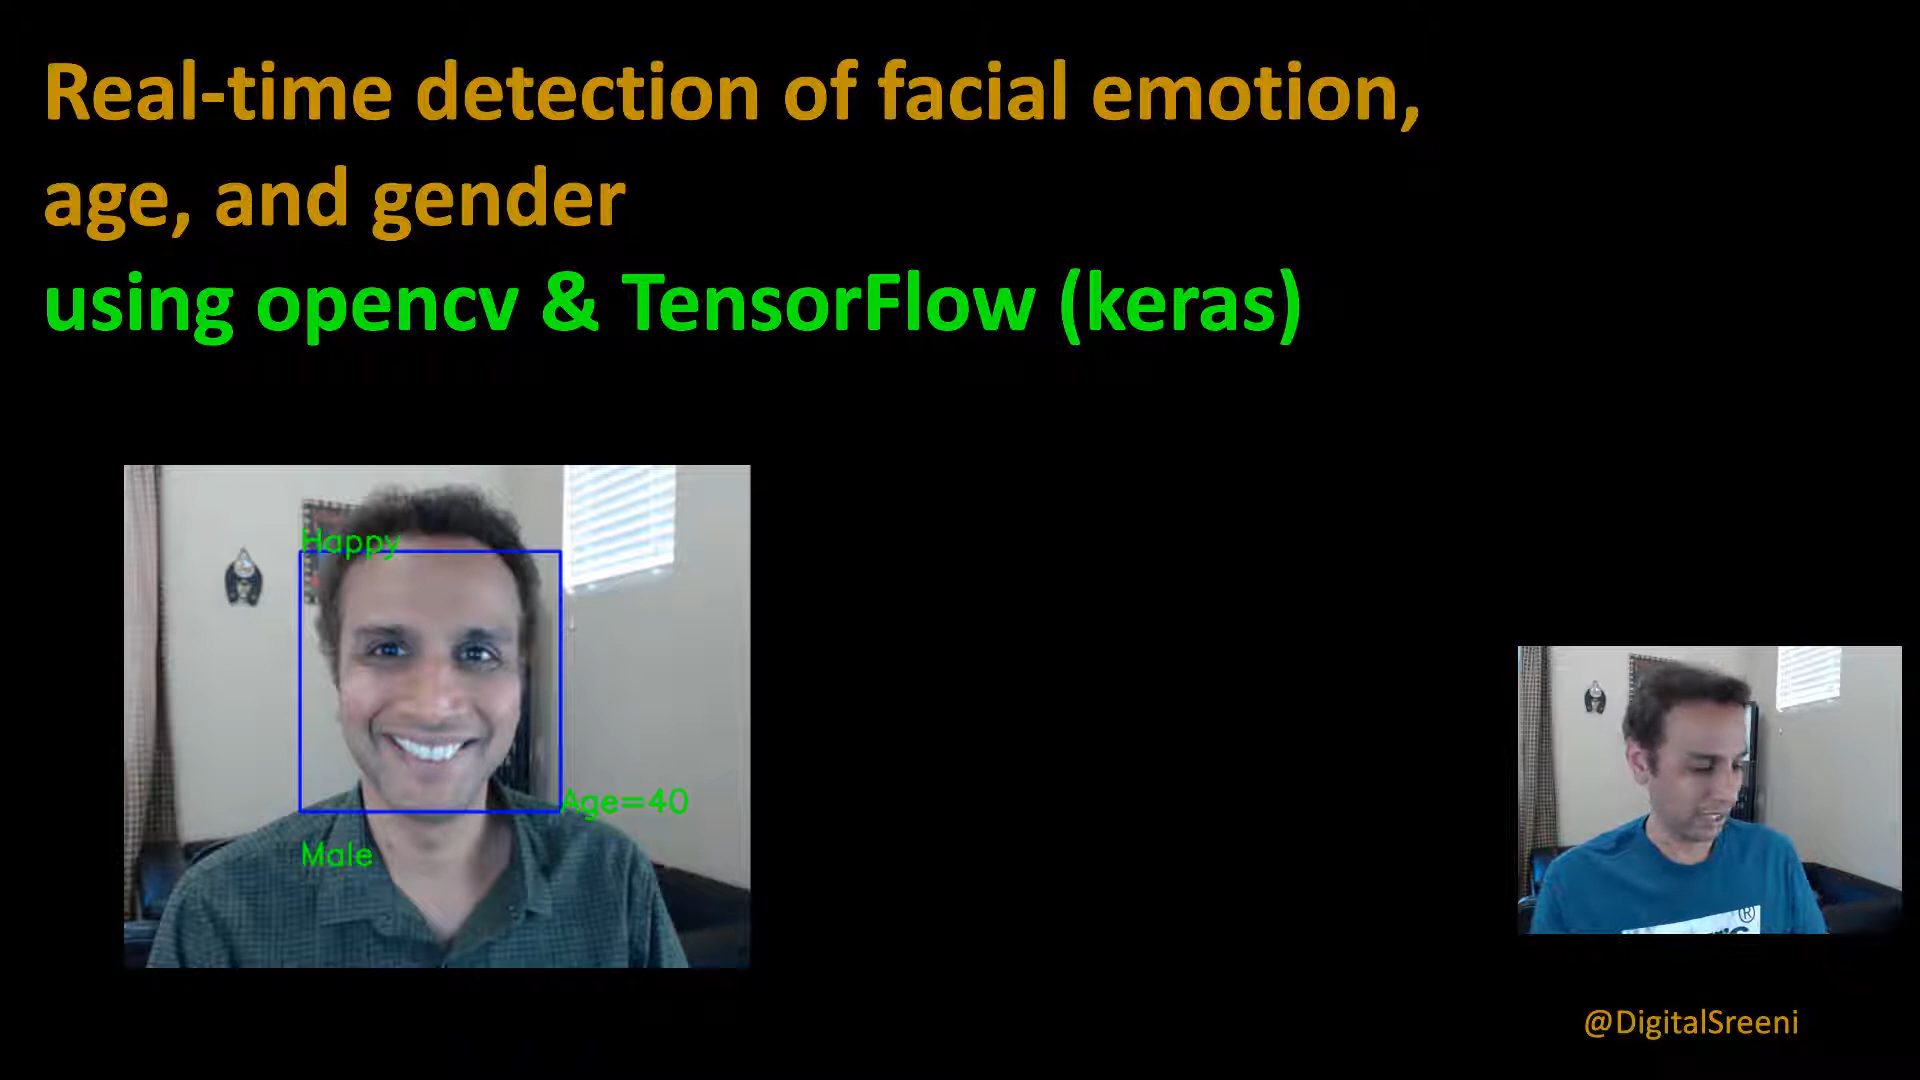 Real-time detection of facial emotion,
age, and gender
using opencv & TensorFlow (keras)
Happy
Age=40
Male
®
@DigitalSreeni